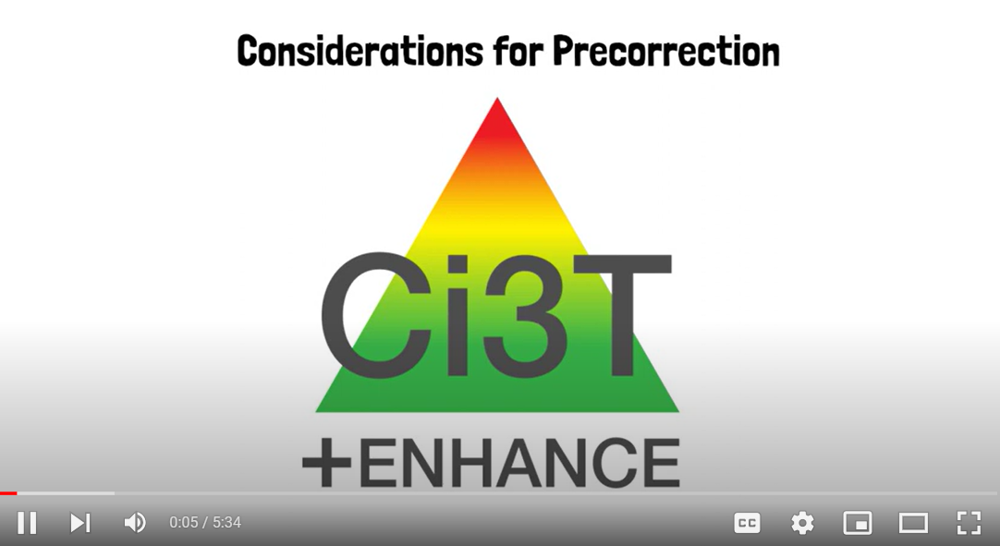 Considerations for Precorrection
Ci3T
+ENHANCE
0:05 / 5:34
CC